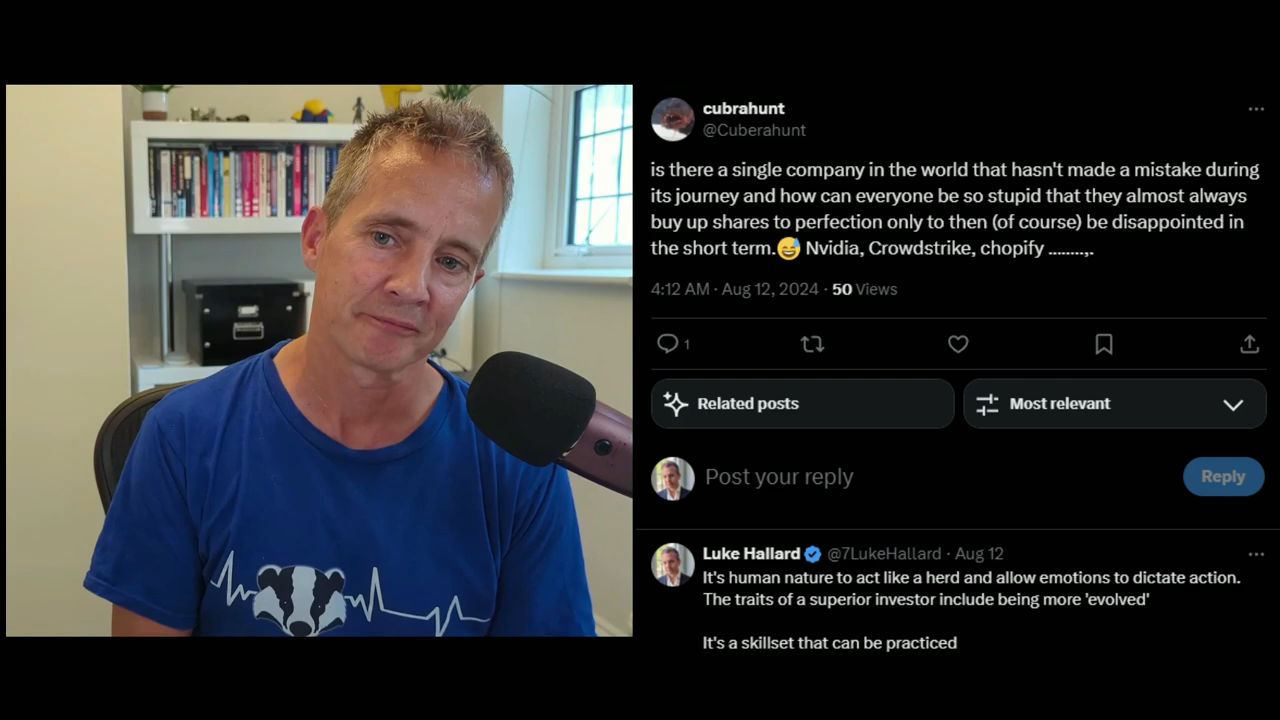 cubrahunt
@Cuberahunt
is there a single company in the world that hasn't made a mistake during
its journey and how can everyone be so stupid that they almost always
buy up shares to perfection only to then (of course) be disappointed in
the short term.😅 Nvidia, Crowdstrike, chopify ........,.
4:12 AM · Aug 12, 2024 · 50 Views
1
Related posts
Most relevant
Post your reply
Reply
Luke Hallard @7LukeHallard · Aug 12
It's human nature to act like a herd and allow emotions to dictate action.
The traits of a superior investor include being more 'evolved'
It's a skillset that can be practiced